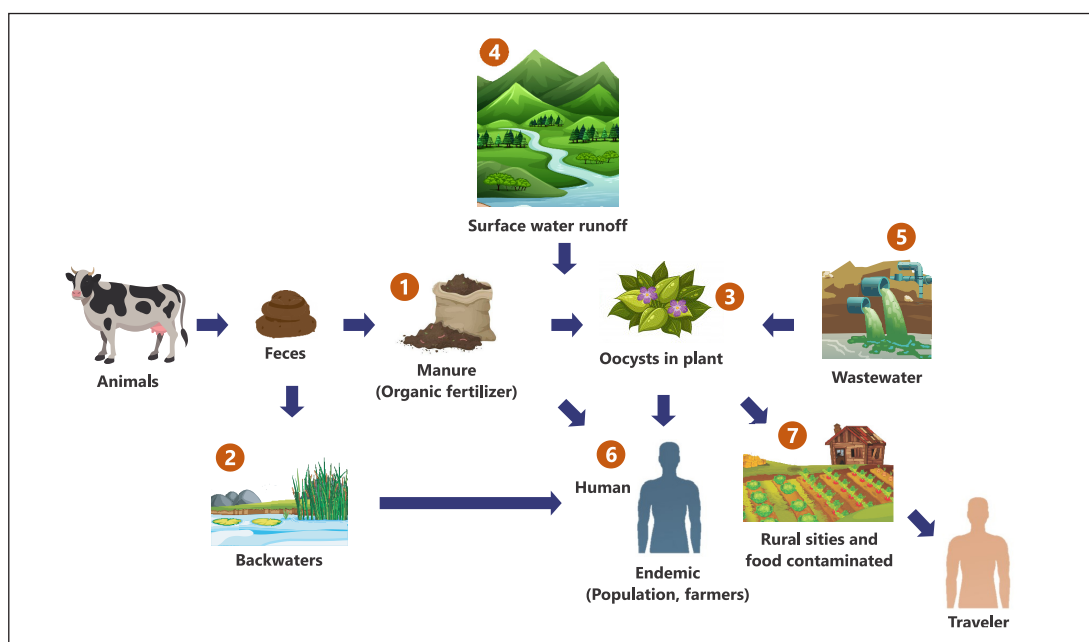 4
Surface water runoff
5
1
3
Animals
Feces
Manure
(Organic fertilizer)
Oocysts in plant
Wastewater
2
6
7
Human
Backwaters
Endemic
(Population, farmers)
Rural sities and
food contaminated
Traveler